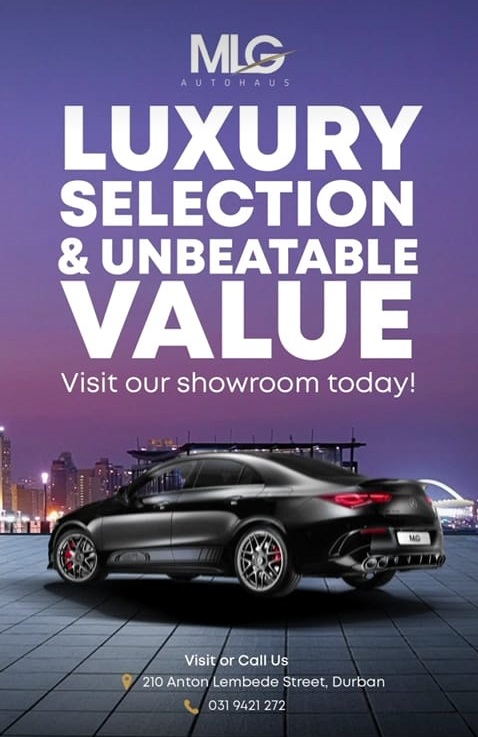 MLG
AUTOHAUS
LUXURY
SELECTION
& UNBEATABLE
VALUE
Visit our showroom today!
MLG
Visit or Call Us
210 Anton Lembede Street, Durban
031 9421 272